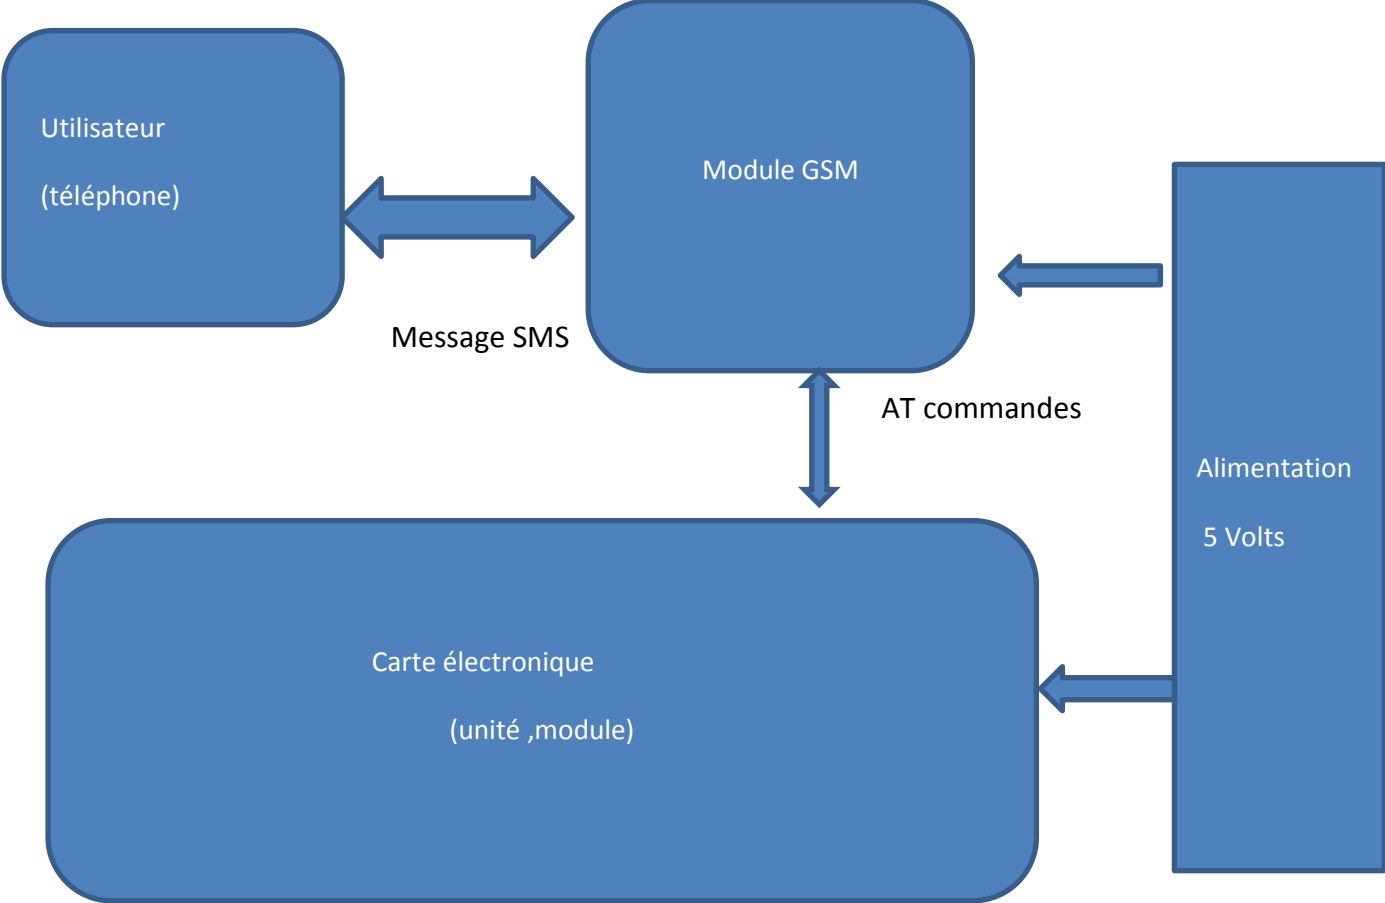 Utilisateur
(téléphone)
Module GSM
Message SMS
AT commandes
Alimentation
5 Volts
Carte électronique
(unité ,module)